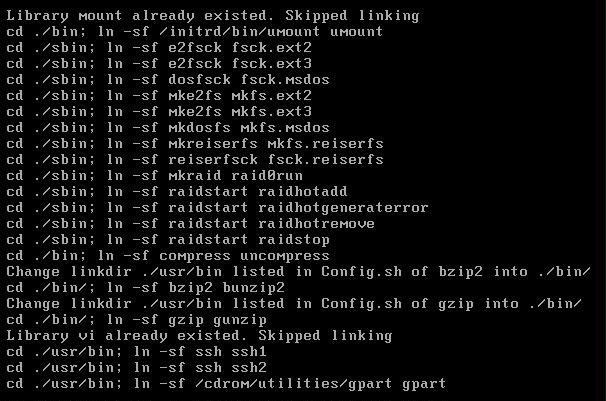 Library mount already existed. Skipped linking
cd ./bin; ln -sf /initrd/bin/umount umount
cd ./sbin; ln -sf e2fsck fsck.ext2
cd ./sbin; ln -sf e2fsck fsck.ext3
cd ./sbin; ln -sf dosfsck fsck.msdos
cd ./sbin; ln -sf mke2fs mkfs.ext2
cd ./sbin; ln -sf mke2fs mkfs.ext3
cd ./sbin; ln -sf mkdosfs mkfs.msdos
cd ./sbin; ln -sf mkreiserfs mkfs.reiserfs
cd ./sbin; ln -sf reiserfsck fsck.reiserfs
cd ./sbin; ln -sf mkraid raid0run
cd ./sbin; ln -sf raidstart raidhotadd
cd ./sbin; ln -sf raidstart raidhotgeneraterror
cd ./sbin; ln -sf raidstart raidhotremove
cd ./sbin; ln -sf raidstart raidstop
cd ./bin; ln -sf compress uncompress
Change linkdir ./usr/bin listed in Config.sh of bzip2 into ./bin/
cd ./bin/; ln -sf bzip2 bunzip2
Change linkdir ./usr/bin listed in Config.sh of gzip into ./bin/
cd ./bin/; ln -sf gzip gunzip
Library vi already existed. Skipped linking
cd ./usr/bin; ln -sf ssh ssh1
cd ./usr/bin; ln -sf ssh ssh2
cd ./usr/bin; ln -sf /cdrom/utilities/gpart gpart